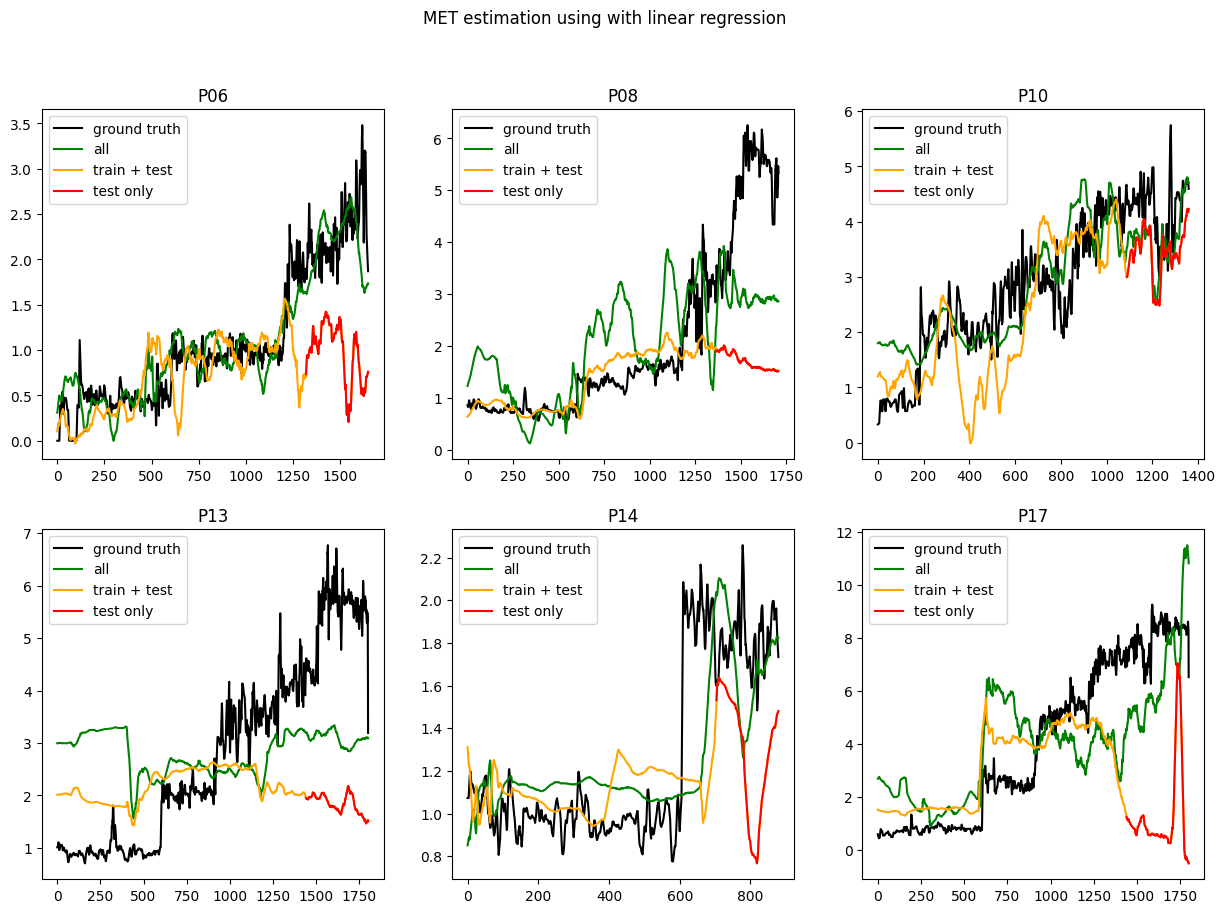 MET estimation using with linear regression
P06
ground truth
all
train + test
test only
3.5
3.0
2.5
2.0
1.5
1.0
0.5
0.0
0 250 500 750 1000 1250 1500
P08
ground truth
all
train + test
test only
6
5
4
3
2
1
0
0 250 500 750 1000 1250 1500 1750
P10
ground truth
all
train + test
test only
6
5
4
3
2
1
0
0 200 400 600 800 1000 1200 1400
P13
ground truth
all
train + test
test only
7
6
5
4
3
2
1
0 250 500 750 1000 1250 1500 1750
P14
ground truth
all
train + test
test only
2.2
2.0
1.8
1.6
1.4
1.2
1.0
0.8
0 200 400 600 800
P17
ground truth
all
train + test
test only
12
10
8
6
4
2
0
0 250 500 750 1000 1250 1500 1750